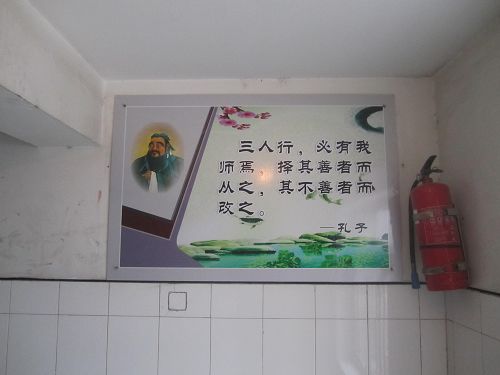 三人行，必有我
师焉，择其善者而
从之，其不善者而
改之。
—孔子